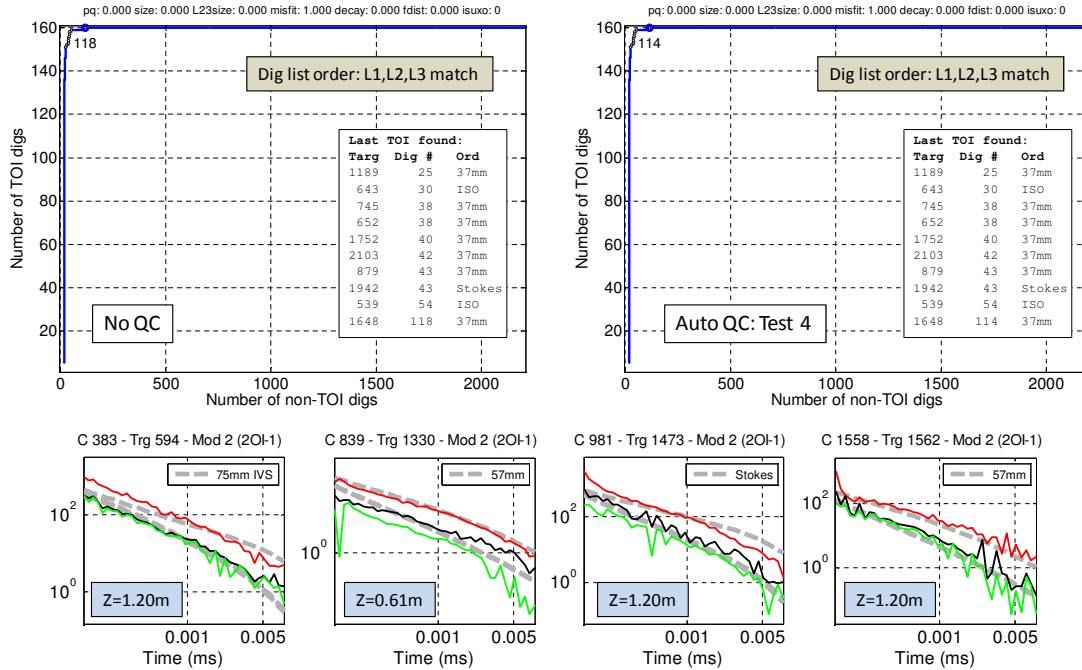 pq: 0.000 size: 0.000 L23size: 0.000 misfit: 1.000 decay: 0.000 fdist: 0.000 isuxo: 0
160
140
120
100
80
60
40
20
Number of TOI digs
118
Dig list order: L1,L2,L3 match
Last TOI found:
Targ Dig # Ord
1189 25 37mm
643 30 ISO
745 38 37mm
652 38 37mm
1752 40 37mm
2103 42 37mm
879 43 37mm
1942 43 Stokes
539 54 ISO
1648 118 37mm
No QC
0 500 1000 1500 2000
Number of non-TOI digs
pq: 0.000 size: 0.000 L23size: 0.000 misfit: 1.000 decay: 0.000 fdist: 0.000 isuxo: 0
160
140
120
100
80
60
40
20
Number of TOI digs
114
Dig list order: L1,L2,L3 match
Last TOI found:
Targ Dig # Ord
1189 25 37mm
643 30 ISO
745 38 37mm
652 38 37mm
1752 40 37mm
2103 42 37mm
879 43 37mm
1942 43 Stokes
539 54 ISO
1648 114 37mm
Auto QC: Test 4
0 500 1000 1500 2000
Number of non-TOI digs
C 383 - Trg 594 - Mod 2 (2OI-1)
75mm IVS
10^2
10^0
Z=1.20m
0.001 0.005
Time (ms)
C 839 - Trg 1330 - Mod 2 (2OI-1)
57mm
10^0
Z=0.61m
0.001 0.005
Time (ms)
C 981 - Trg 1473 - Mod 2 (2OI-1)
Stokes
10^2
10^0
Z=1.20m
0.001 0.005
Time (ms)
C 1558 - Trg 1562 - Mod 2 (2OI-1)
57mm
10^2
10^0
Z=1.20m
0.001 0.005
Time (ms)